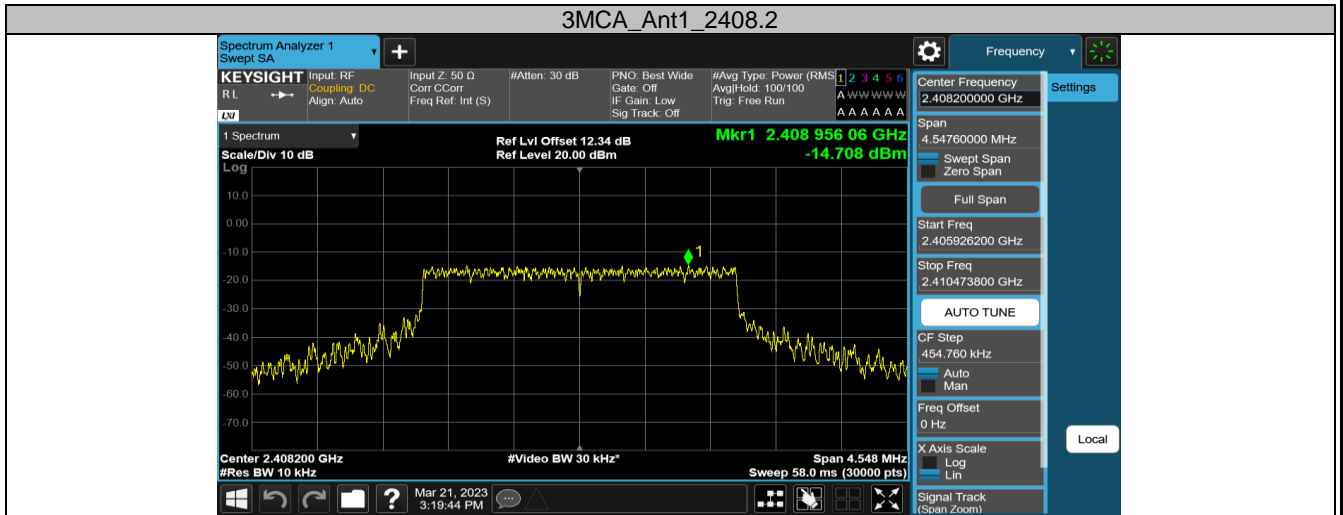 3MCA_Ant1_2408.2
Spectrum Analyzer 1
Swept SA
+
Frequency
KEYSIGHT
RL
LXI
Input: RF
Coupling: DC
Align: Auto
Input Z: 50 Ω
Corr CCorr
Freq Ref: Int (S)
#Atten: 30 dB
PNO: Best Wide
Gate: Off
IF Gain: Low
Sig Track: Off
#Avg Type: Power (RMS
Avg|Hold: 100/100
Trig: Free Run
1 2 3 4 5 6
A W W W W W
A A A A A A
1 Spectrum
Scale/Div 10 dB
Log
Ref Lvl Offset 12.34 dB
Ref Level 20.00 dBm
Mkr1 2.408 956 06 GHz
-14.708 dBm
10.0
0.00
-10.0
-20.0
-30.0
-40.0
-50.0
-60.0
-70.0
1
Center 2.408200 GHz
#Res BW 10 kHz
#Video BW 30 kHz*
Span 4.548 MHz
Sweep 58.0 ms (30000 pts)
Center Frequency
2.408200000 GHz
Settings
Span
4.54760000 MHz
Swept Span
Zero Span
Full Span
Start Freq
2.405926200 GHz
Stop Freq
2.410473800 GHz
AUTO TUNE
CF Step
454.760 kHz
Auto
Man
Freq Offset
0 Hz
X Axis Scale
Log
Lin
Local
Signal Track
(Span Zoom)
?
Mar 21, 2023
3:19:44 PM